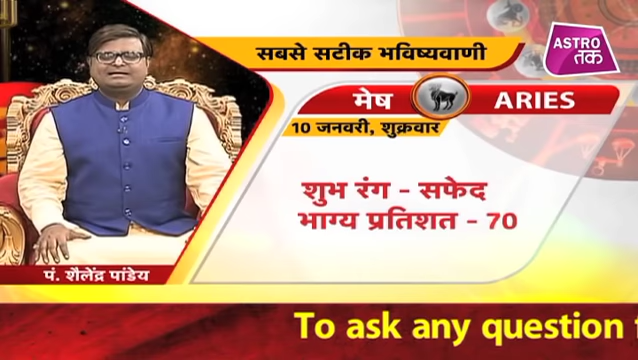 सबसे सटीक भविष्यवाणी
ASTRO
तक
मेष ARIES
10 जनवरी, शुक्रवार
शुभ रंग - सफेद
भाग्य प्रतिशत - 70
पं. शैलेंद्र पांडेय
To ask any question